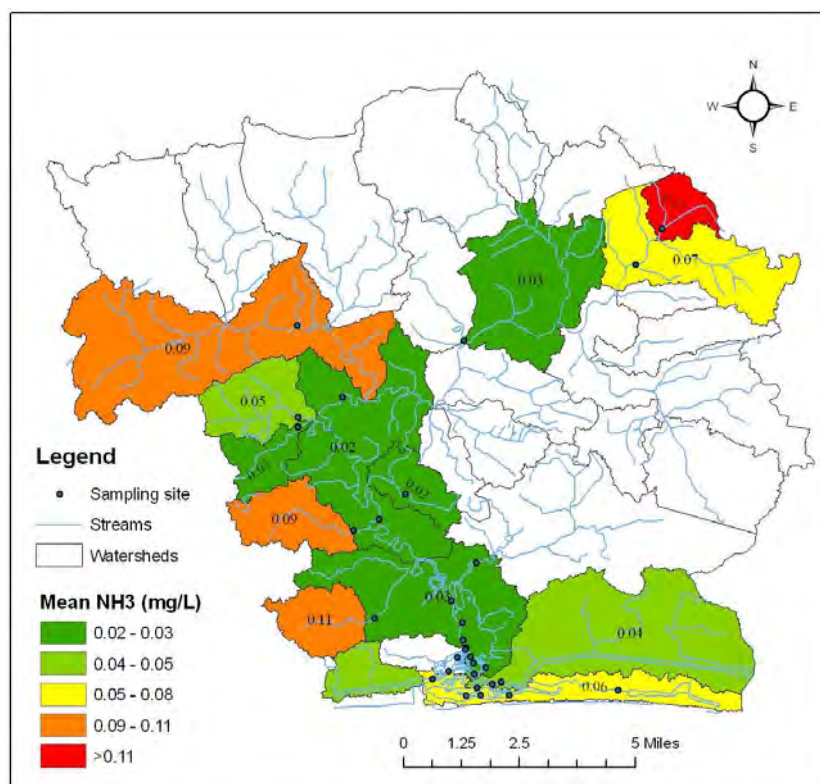 N
W E
S
0.07
0.03
0.09
0.05
0.02
0.02
0.09
0.03
0.11
0.04
0.06
Legend
Sampling site
Streams
Watersheds
Mean NH3 (mg/L)
0.02 - 0.03
0.04 - 0.05
0.05 - 0.08
0.09 - 0.11
>0.11
0 1.25 2.5 5 Miles